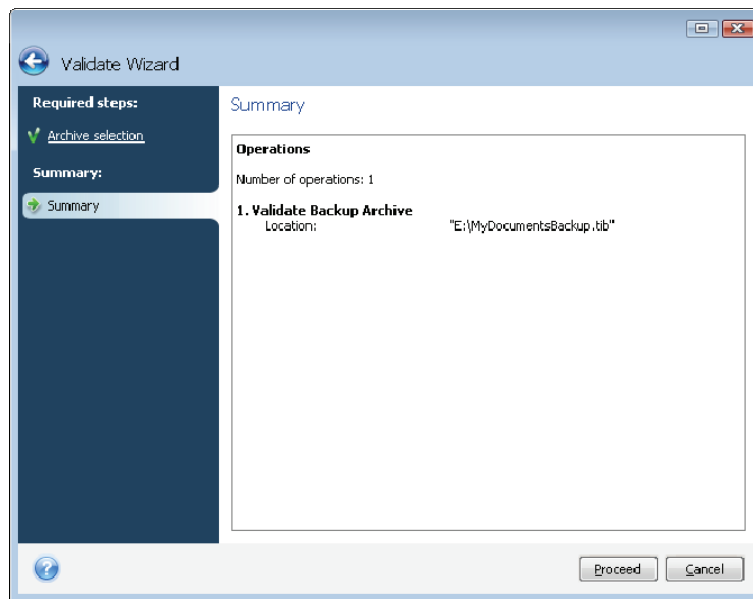 Validate Wizard
Required steps:
Archive selection
Summary:
Summary
Summary
Operations
Number of operations: 1
1. Validate Backup Archive
Location: "E:\MyDocumentsBackup.tib"
?
Proceed Cancel